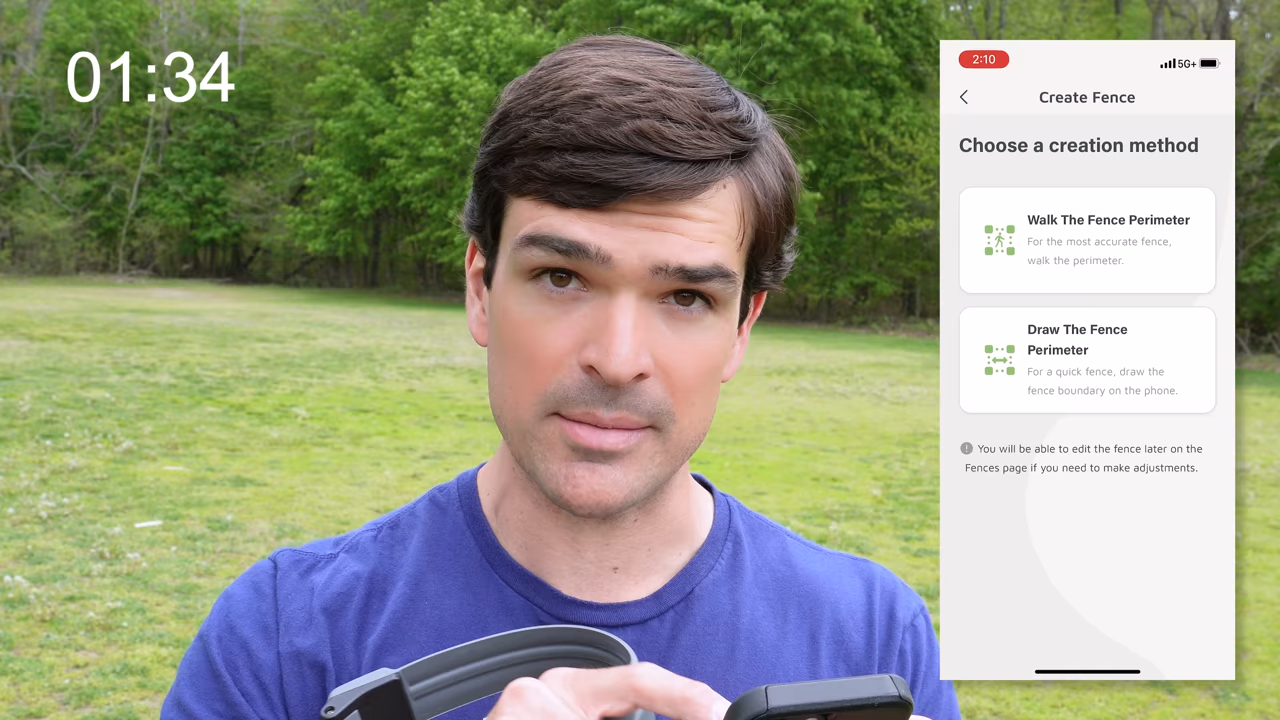 01:34
2:10
5G+
Create Fence
Choose a creation method
Walk The Fence Perimeter
For the most accurate fence,
walk the perimeter.
Draw The Fence
Perimeter
For a quick fence, draw the
fence boundary on the phone.
! You will be able to edit the fence later on the
Fences page if you need to make adjustments.